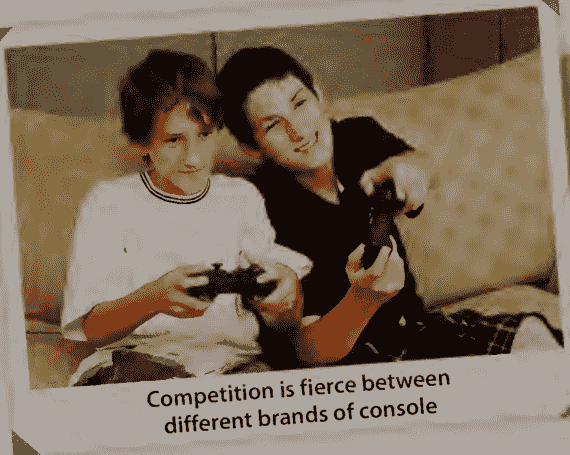 Competition is fierce between
different brands of console